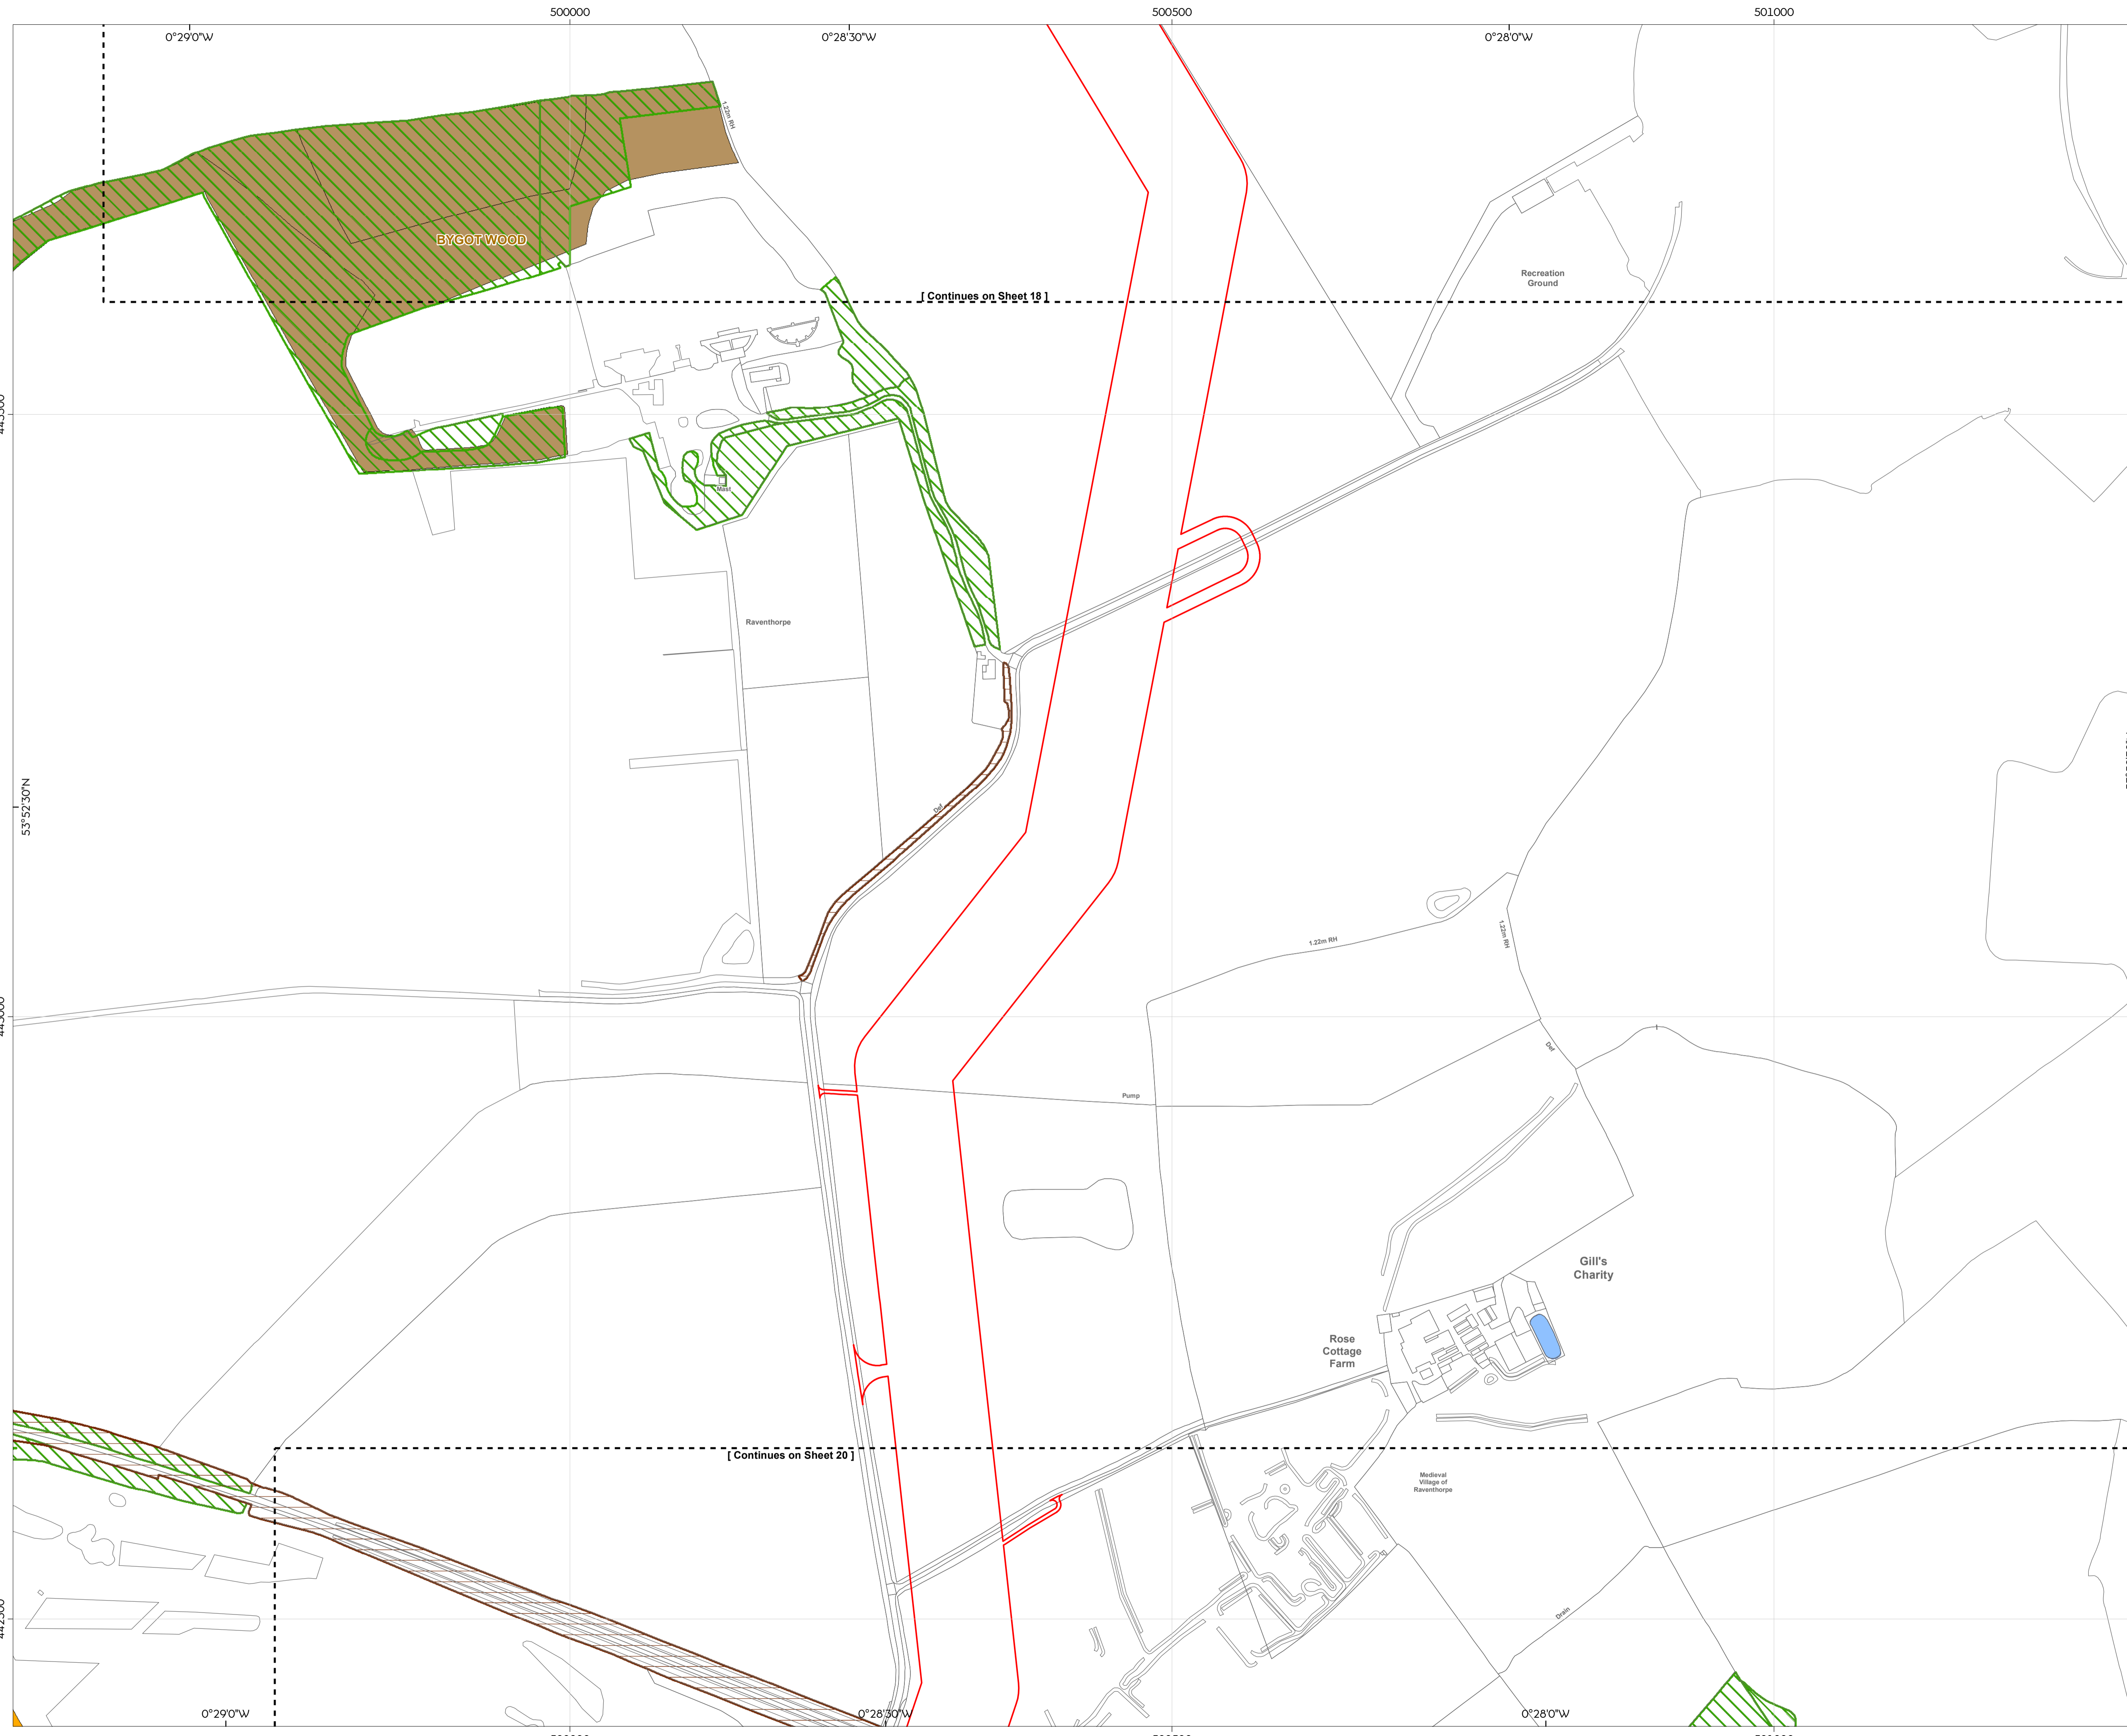 500000
500500
501000
0°29'0"W
0°28'30"W
0°28'0"W
1.22m RH
BYGOT WOOD
Recreation
Ground
[ Continues on Sheet 18 ]
Mast
Raventhorpe
53°52'30"N
Def
1.22m RH
1.22m RH
Def
Pump
Gill's
Charity
Rose
Cottage
Farm
[ Continues on Sheet 20 ]
Medieval
Village of
Raventhorpe
Drain
0°29'0"W
0°28'30"W
0°28'0"W